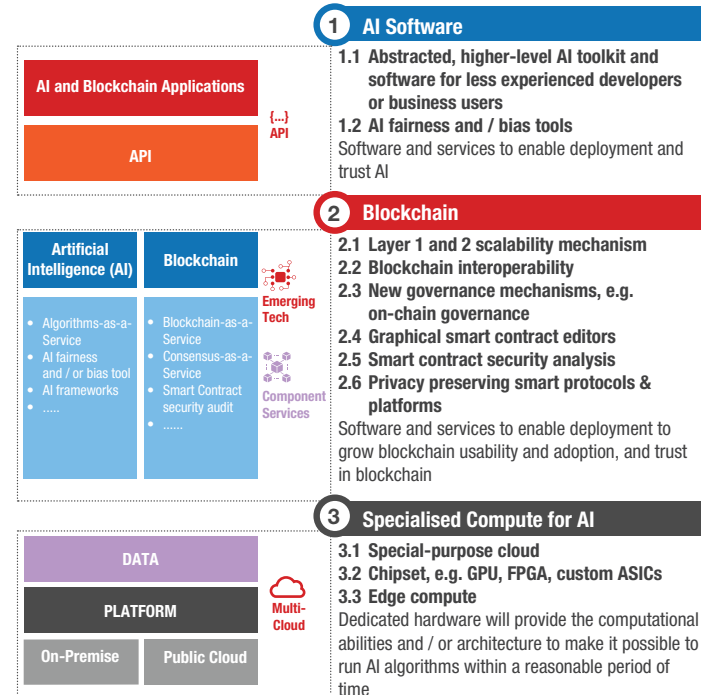 AI and Blockchain Applications
API
{...}
API
1 AI Software
1.1 Abstracted, higher-level AI toolkit and
software for less experienced developers
or business users
1.2 AI fairness and / bias tools
Software and services to enable deployment and
trust AI
Artificial
Intelligence (AI)
• Algorithms-as-a-
Service
• AI fairness
and / or bias tool
• AI frameworks
• .....
Blockchain
• Blockchain-as-a-
Service
• Consensus-as-a-
Service
• Smart Contract
security audit
• ......
Emerging
Tech
Component
Services
2 Blockchain
2.1 Layer 1 and 2 scalability mechanism
2.2 Blockchain interoperability
2.3 New governance mechanisms, e.g.
on-chain governance
2.4 Graphical smart contract editors
2.5 Smart contract security analysis
2.6 Privacy preserving smart protocols &
platforms
Software and services to enable deployment to
grow blockchain usability and adoption, and trust
in blockchain
DATA
PLATFORM
On-Premise
Public Cloud
Multi-
Cloud
3 Specialised Compute for AI
3.1 Special-purpose cloud
3.2 Chipset, e.g. GPU, FPGA, custom ASICs
3.3 Edge compute
Dedicated hardware will provide the computational
abilities and / or architecture to make it possible to
run AI algorithms within a reasonable period of
time